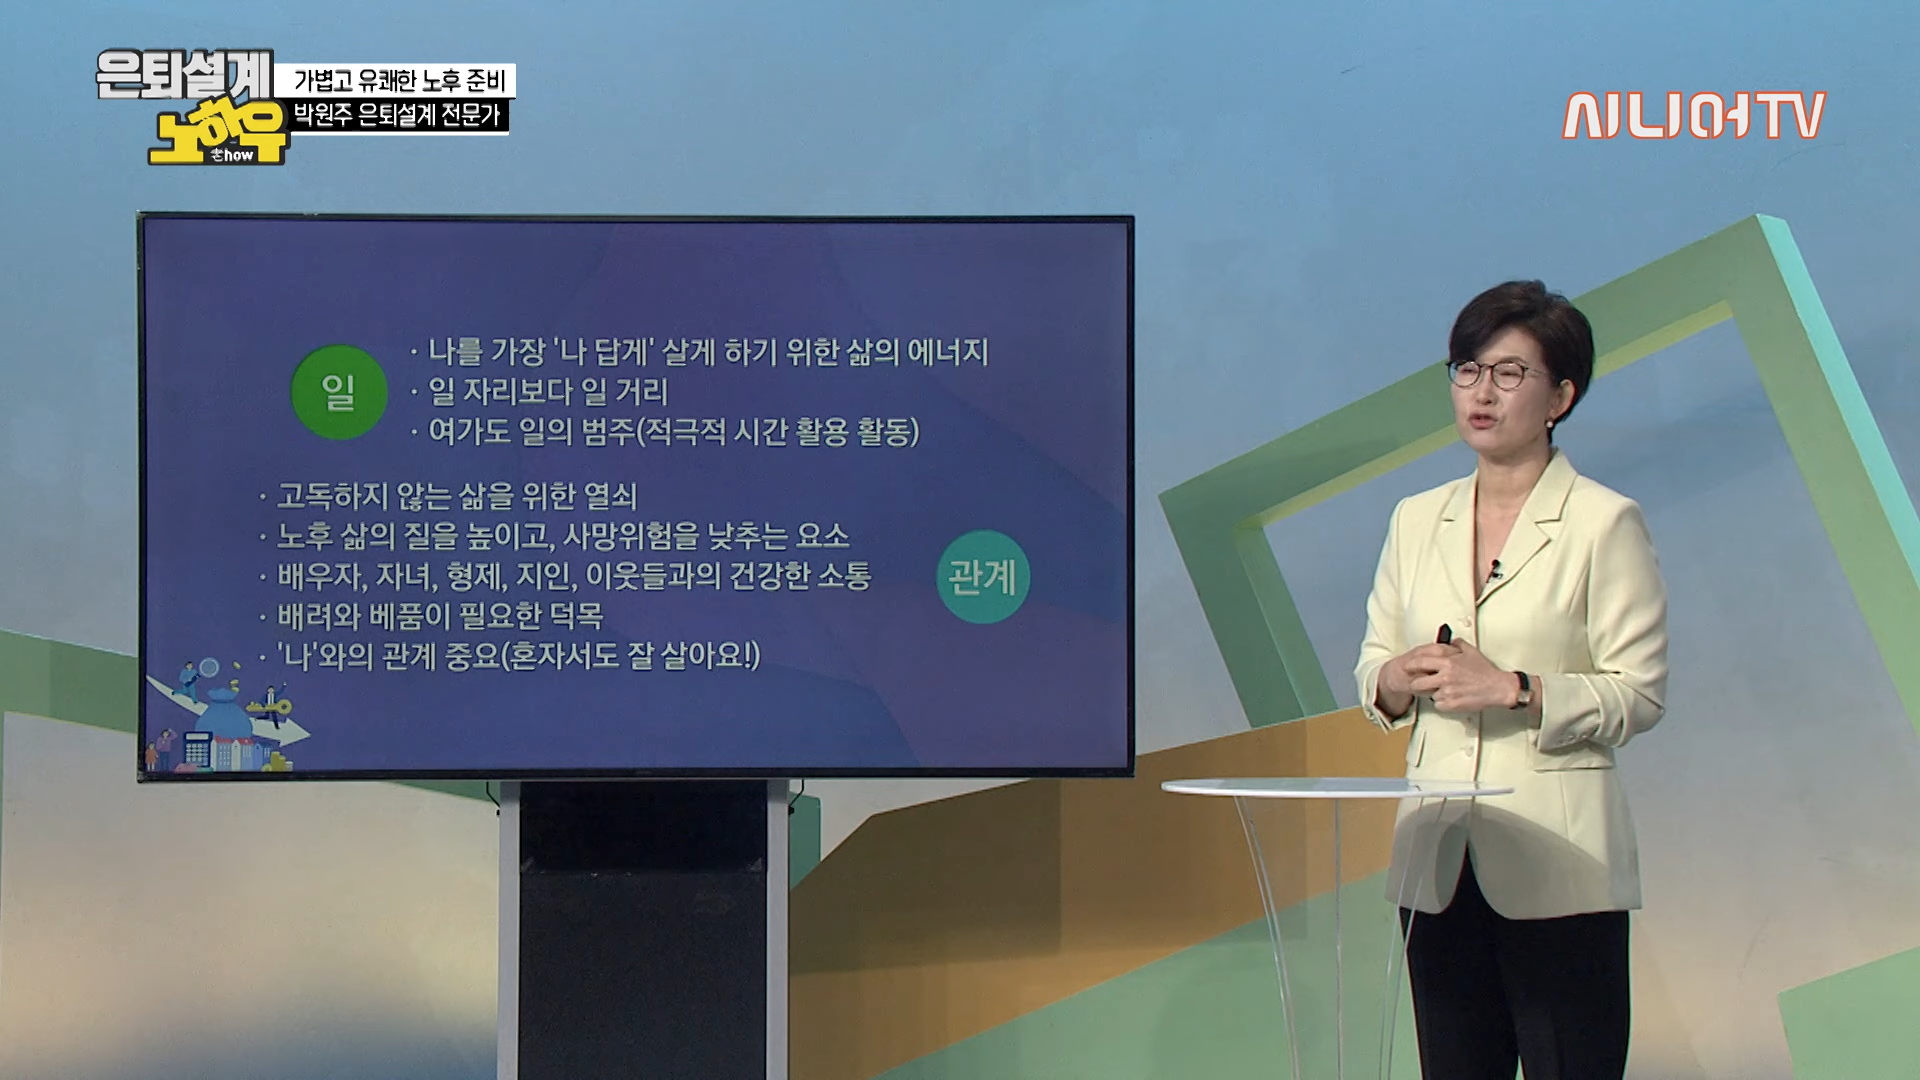 은퇴설계
노하우
老how
가볍고 유쾌한 노후 준비
박원주 은퇴설계 전문가
시니어TV
일
· 나를 가장 '나 답게' 살게 하기 위한 삶의 에너지
· 일 자리보다 일 거리
· 여가도 일의 범주(적극적 시간 활용 활동)
· 고독하지 않는 삶을 위한 열쇠
· 노후 삶의 질을 높이고, 사망위험을 낮추는 요소
· 배우자, 자녀, 형제, 지인, 이웃들과의 건강한 소통
· 배려와 베품이 필요한 덕목
· '나'와의 관계 중요(혼자서도 잘 살아요!)
관계